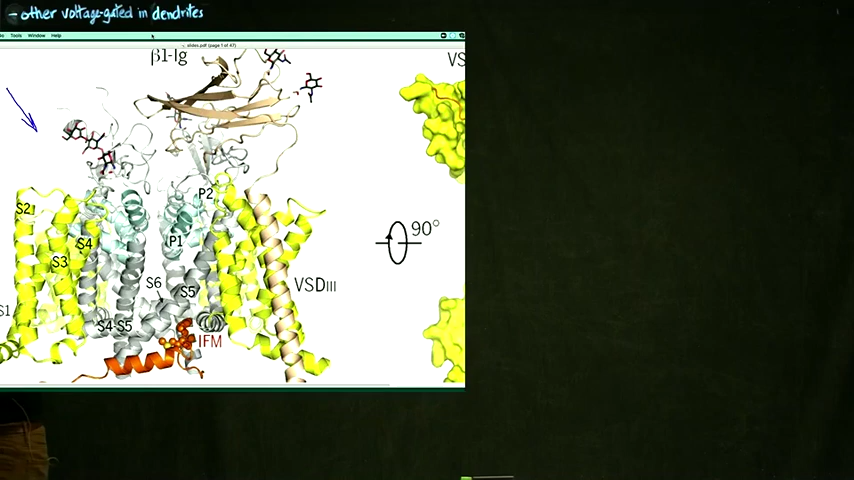 - other voltage-gated in dendrites
Tools Window Help
slides.pdf (page 1 of 47)
β1-Ig
VS
S2
P2
90°
S4
P1
S3
S6
S5
VSDIII
S1
S4-S5
IFM